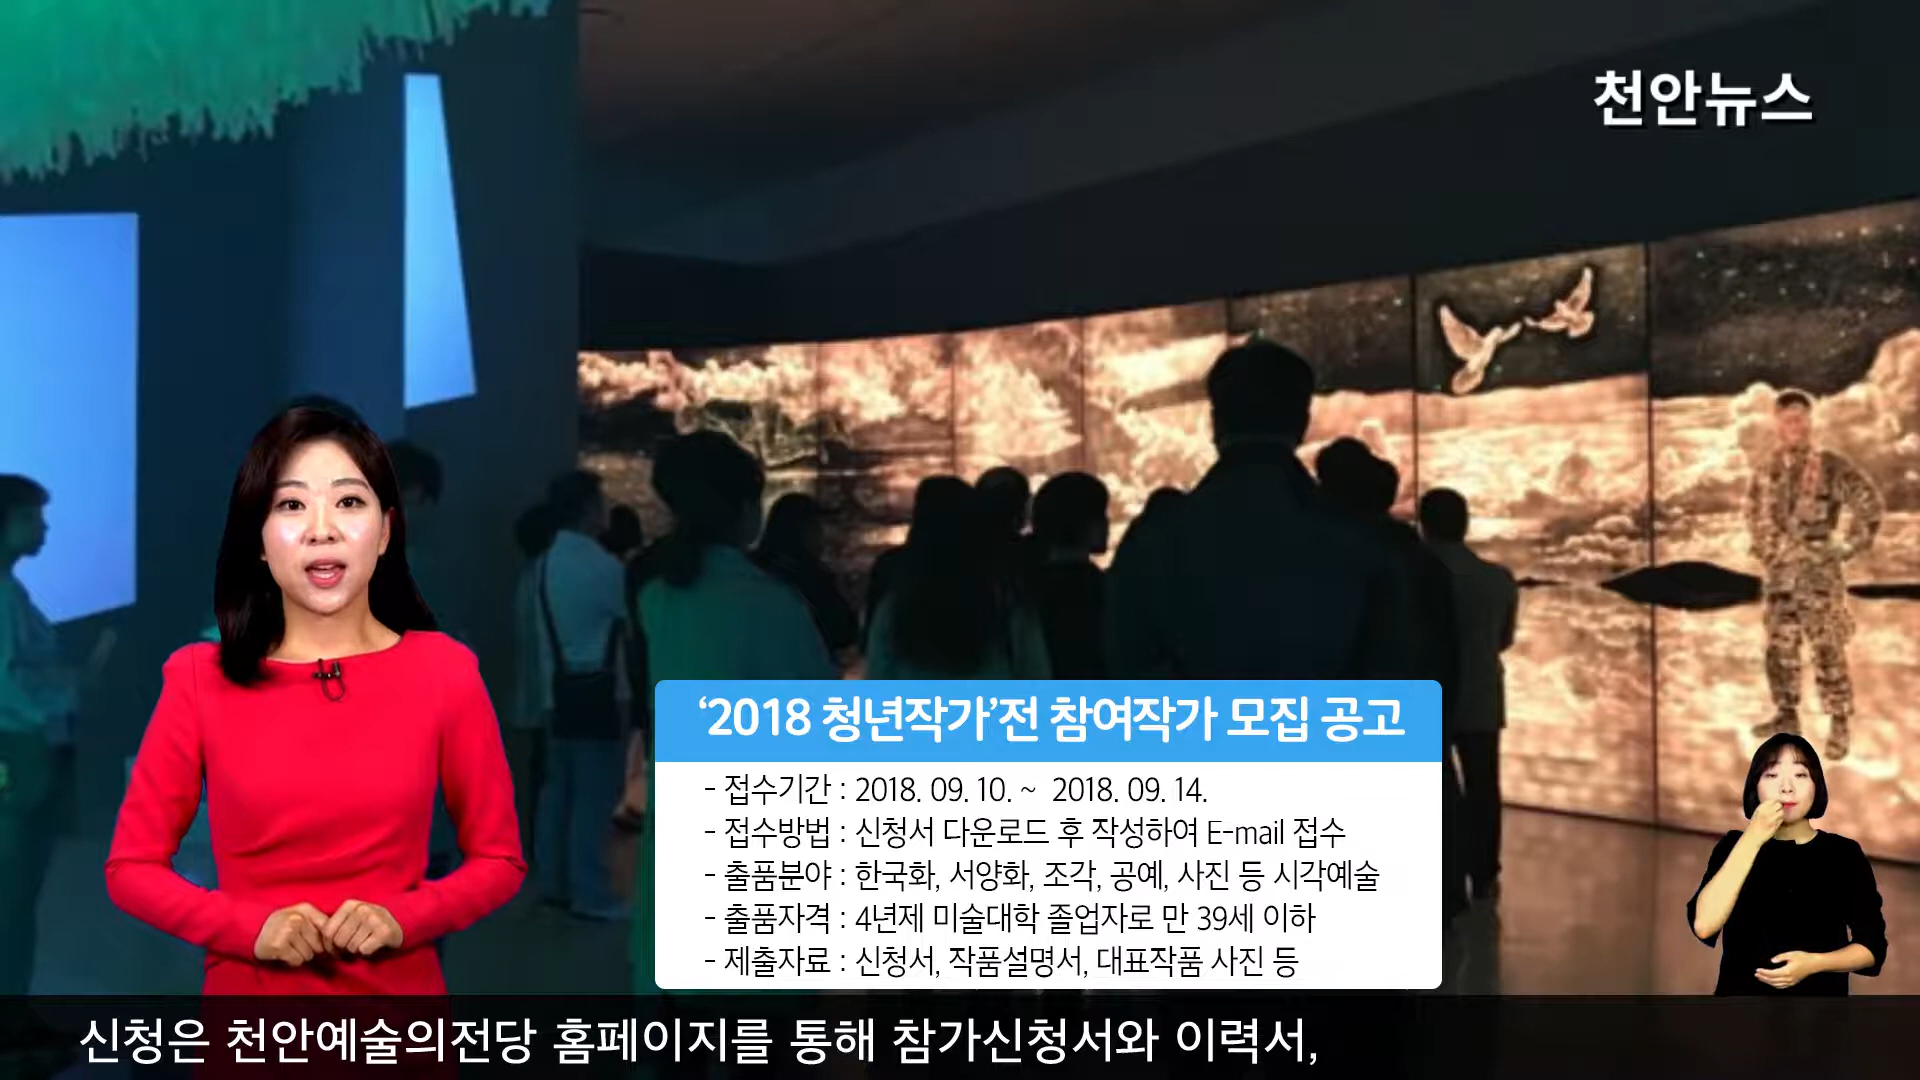 천안뉴스
‘2018 청년작가’전 참여작가 모집 공고
- 접수기간 : 2018. 09. 10. ~ 2018. 09. 14.
- 접수방법 : 신청서 다운로드 후 작성하여 E-mail 접수
- 출품분야 : 한국화, 서양화, 조각, 공예, 사진 등 시각예술
- 출품자격 : 4년제 미술대학 졸업자로 만 39세 이하
- 제출자료 : 신청서, 작품설명서, 대표작품 사진 등
신청은 천안예술의전당 홈페이지를 통해 참가신청서와 이력서,